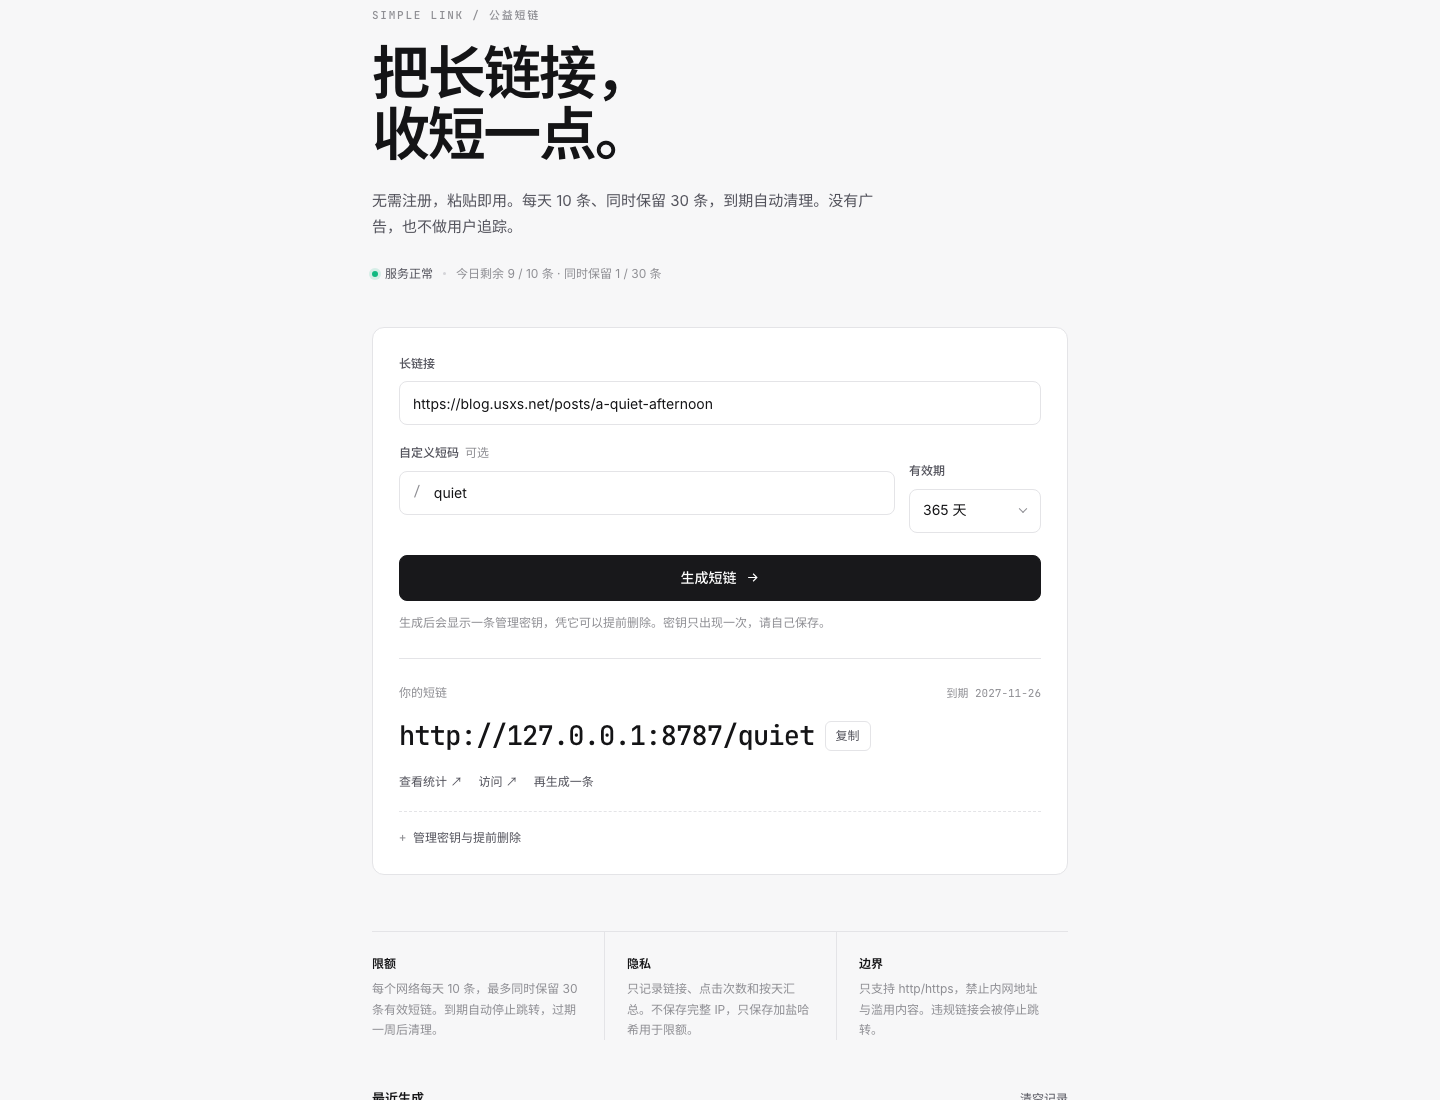 SIMPLE LINK / 公益短链
把长链接，
收短一点。
无需注册，粘贴即用。每天 10 条、同时保留 30 条，到期自动清理。没有广
告，也不做用户追踪。
服务正常 · 今日剩余 9 / 10 条 · 同时保留 1 / 30 条
长链接
https://blog.usxs.net/posts/a-quiet-afternoon
自定义短码 可选
/ quiet
有效期
365 天
生成短链 →
生成后会显示一条管理密钥，凭它可以提前删除。密钥只出现一次，请自己保存。
你的短链
到期 2027-11-26
http://127.0.0.1:8787/quiet
复制
查看统计 ↗ 访问 ↗ 再生成一条
+ 管理密钥与提前删除
限额
每个网络每天 10 条，最多同时保留 30
条有效短链。到期自动停止跳转，过期
一周后清理。
隐私
只记录链接、点击次数和按天汇
总。不保存完整 IP，只保存加盐哈
希用于限额。
边界
只支持 http/https，禁止内网地址
与滥用内容。违规链接会被停止跳
转。
最近生成
清空记录